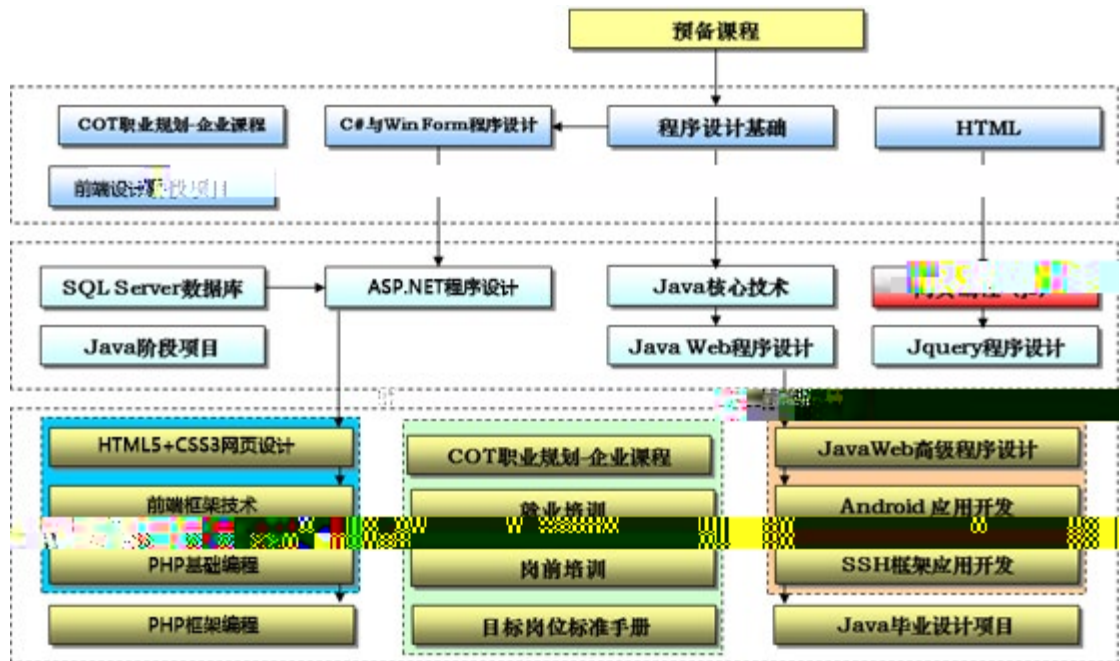 预备课程
COT职业规划-企业课程
C#与Win Form程序设计
程序设计基础
HTML
前端设计
SQL Server数据库
ASP.NET程序设计
Java核心技术
Java阶段项目
Java Web程序设计
Jquery程序设计
HTML5+CSS3网页设计
COT职业规划-企业课程
JavaWeb高级程序设计
前端框架技术
就业培训
Android 应用开发
PHP基础编程
岗前培训
SSH框架应用开发
PHP框架编程
目标岗位标准手册
Java毕业设计项目